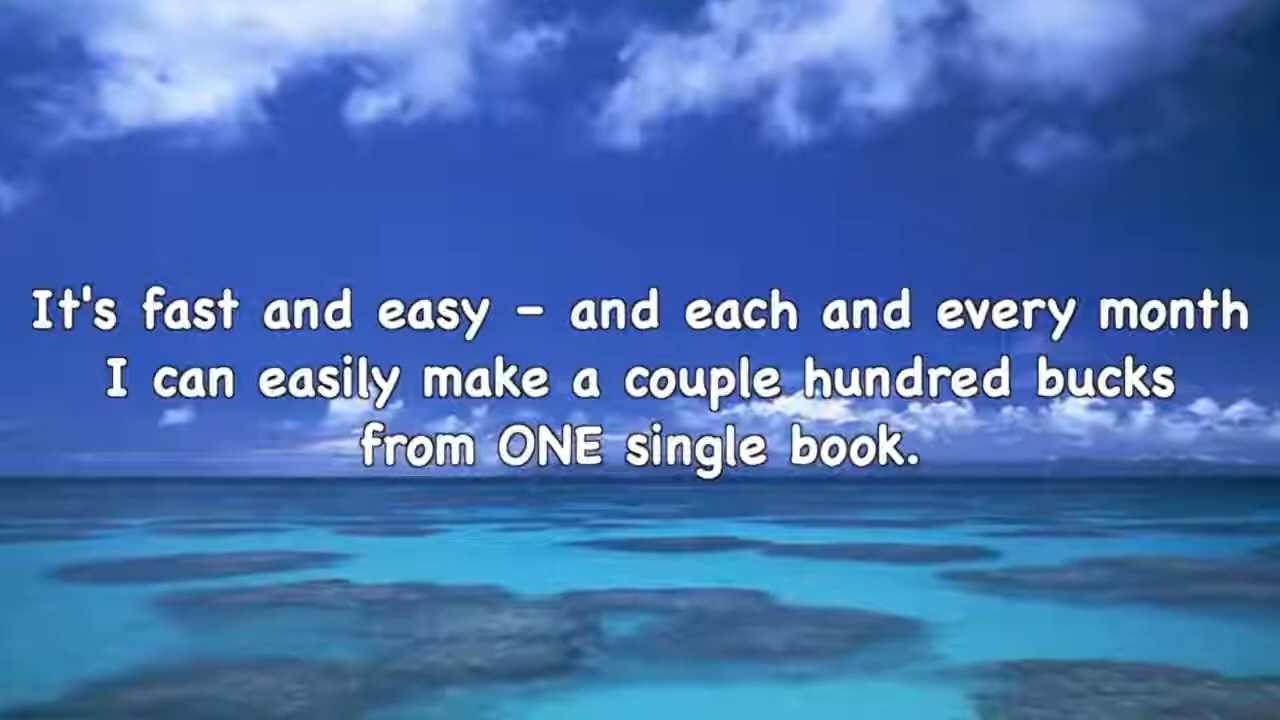 It's fast and easy – and each and every month
I can easily make a couple hundred bucks
from ONE single book.